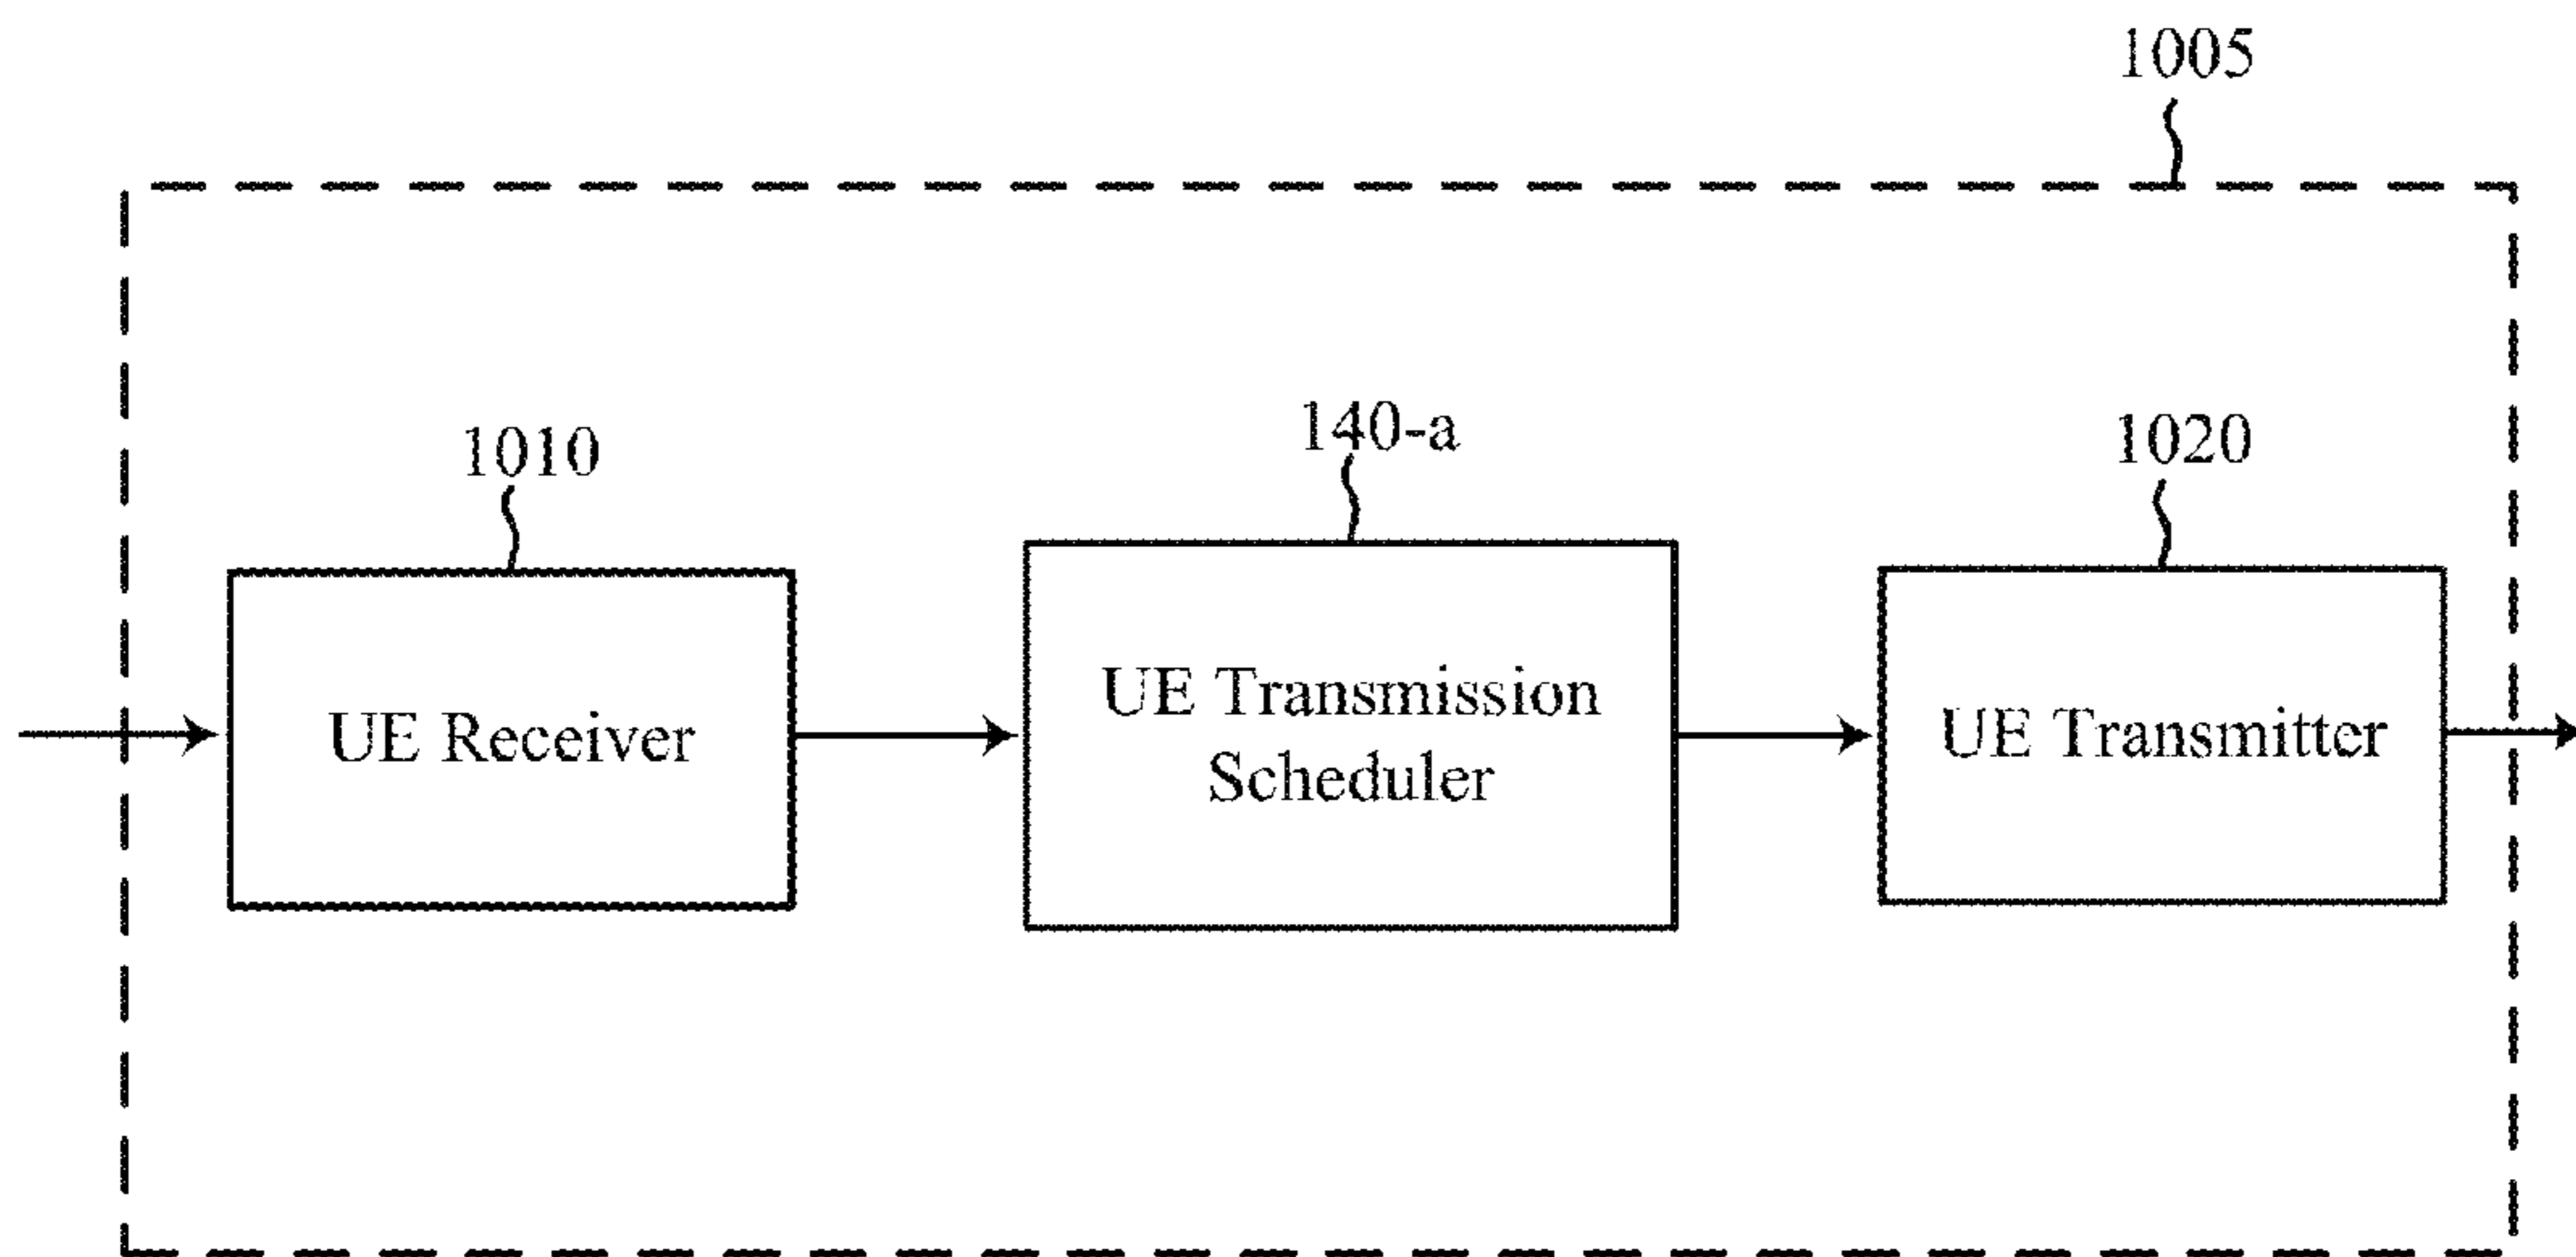 1005
1010
140-a
1020
UE Receiver
UE Transmission
Scheduler
UE Transmitter